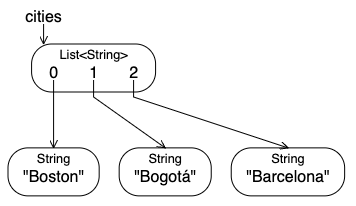 cities
List<String>
0 1 2
String String String
"Boston" "Bogotá" "Barcelona"